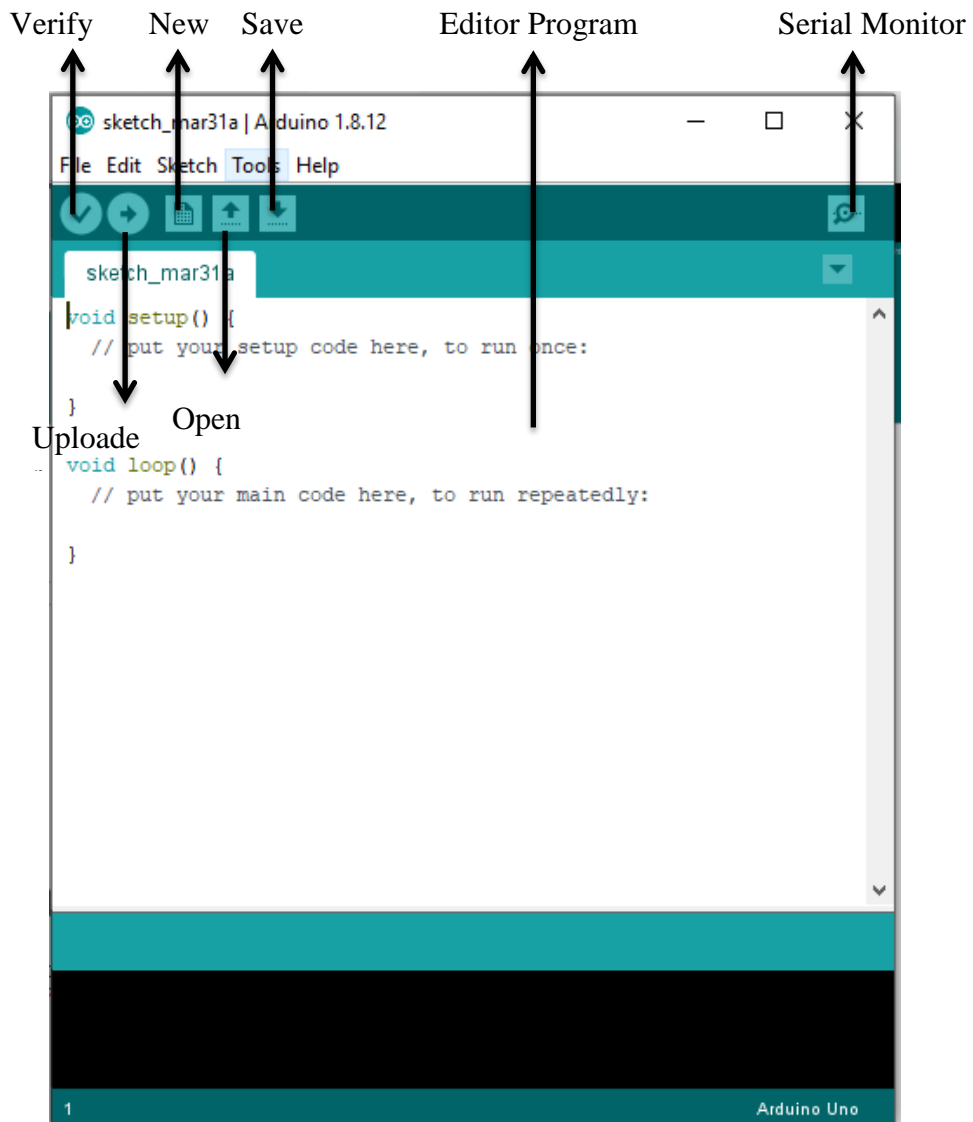 Verify New Save Editor Program Serial Monitor
sketch_mar31a | Arduino 1.8.12
File Edit Sketch Tools Help
sketch_mar31a
void setup() {
// put your setup code here, to run once:
}
Open
Uploade
void loop() {
// put your main code here, to run repeatedly:
}
1 Arduino Uno